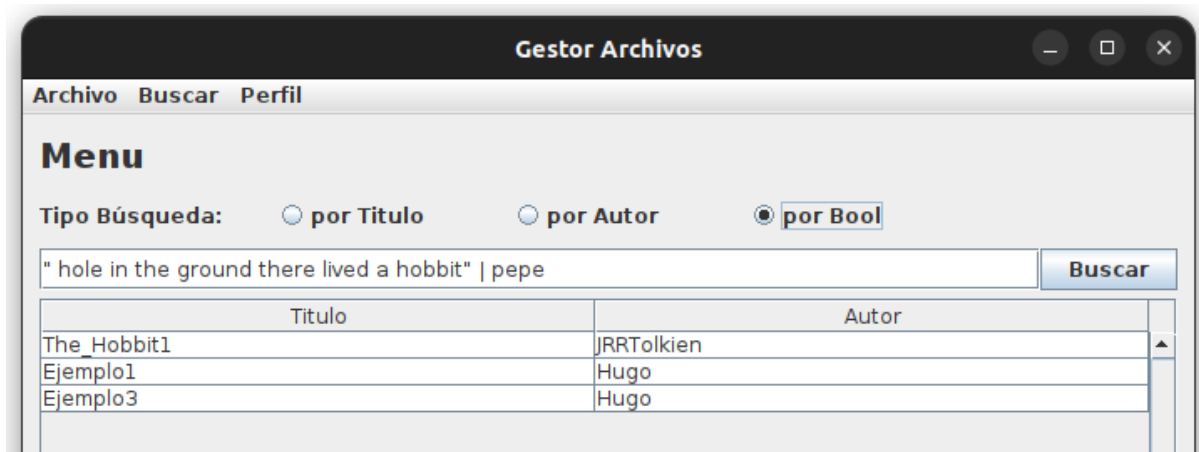 Gestor Archivos
Archivo Buscar Perfil
Menu
Tipo Búsqueda: por Titulo por Autor por Bool
" hole in the ground there lived a hobbit" | pepe Buscar
Titulo Autor
The_Hobbit1 JRRTolkien
Ejemplo1 Hugo
Ejemplo3 Hugo